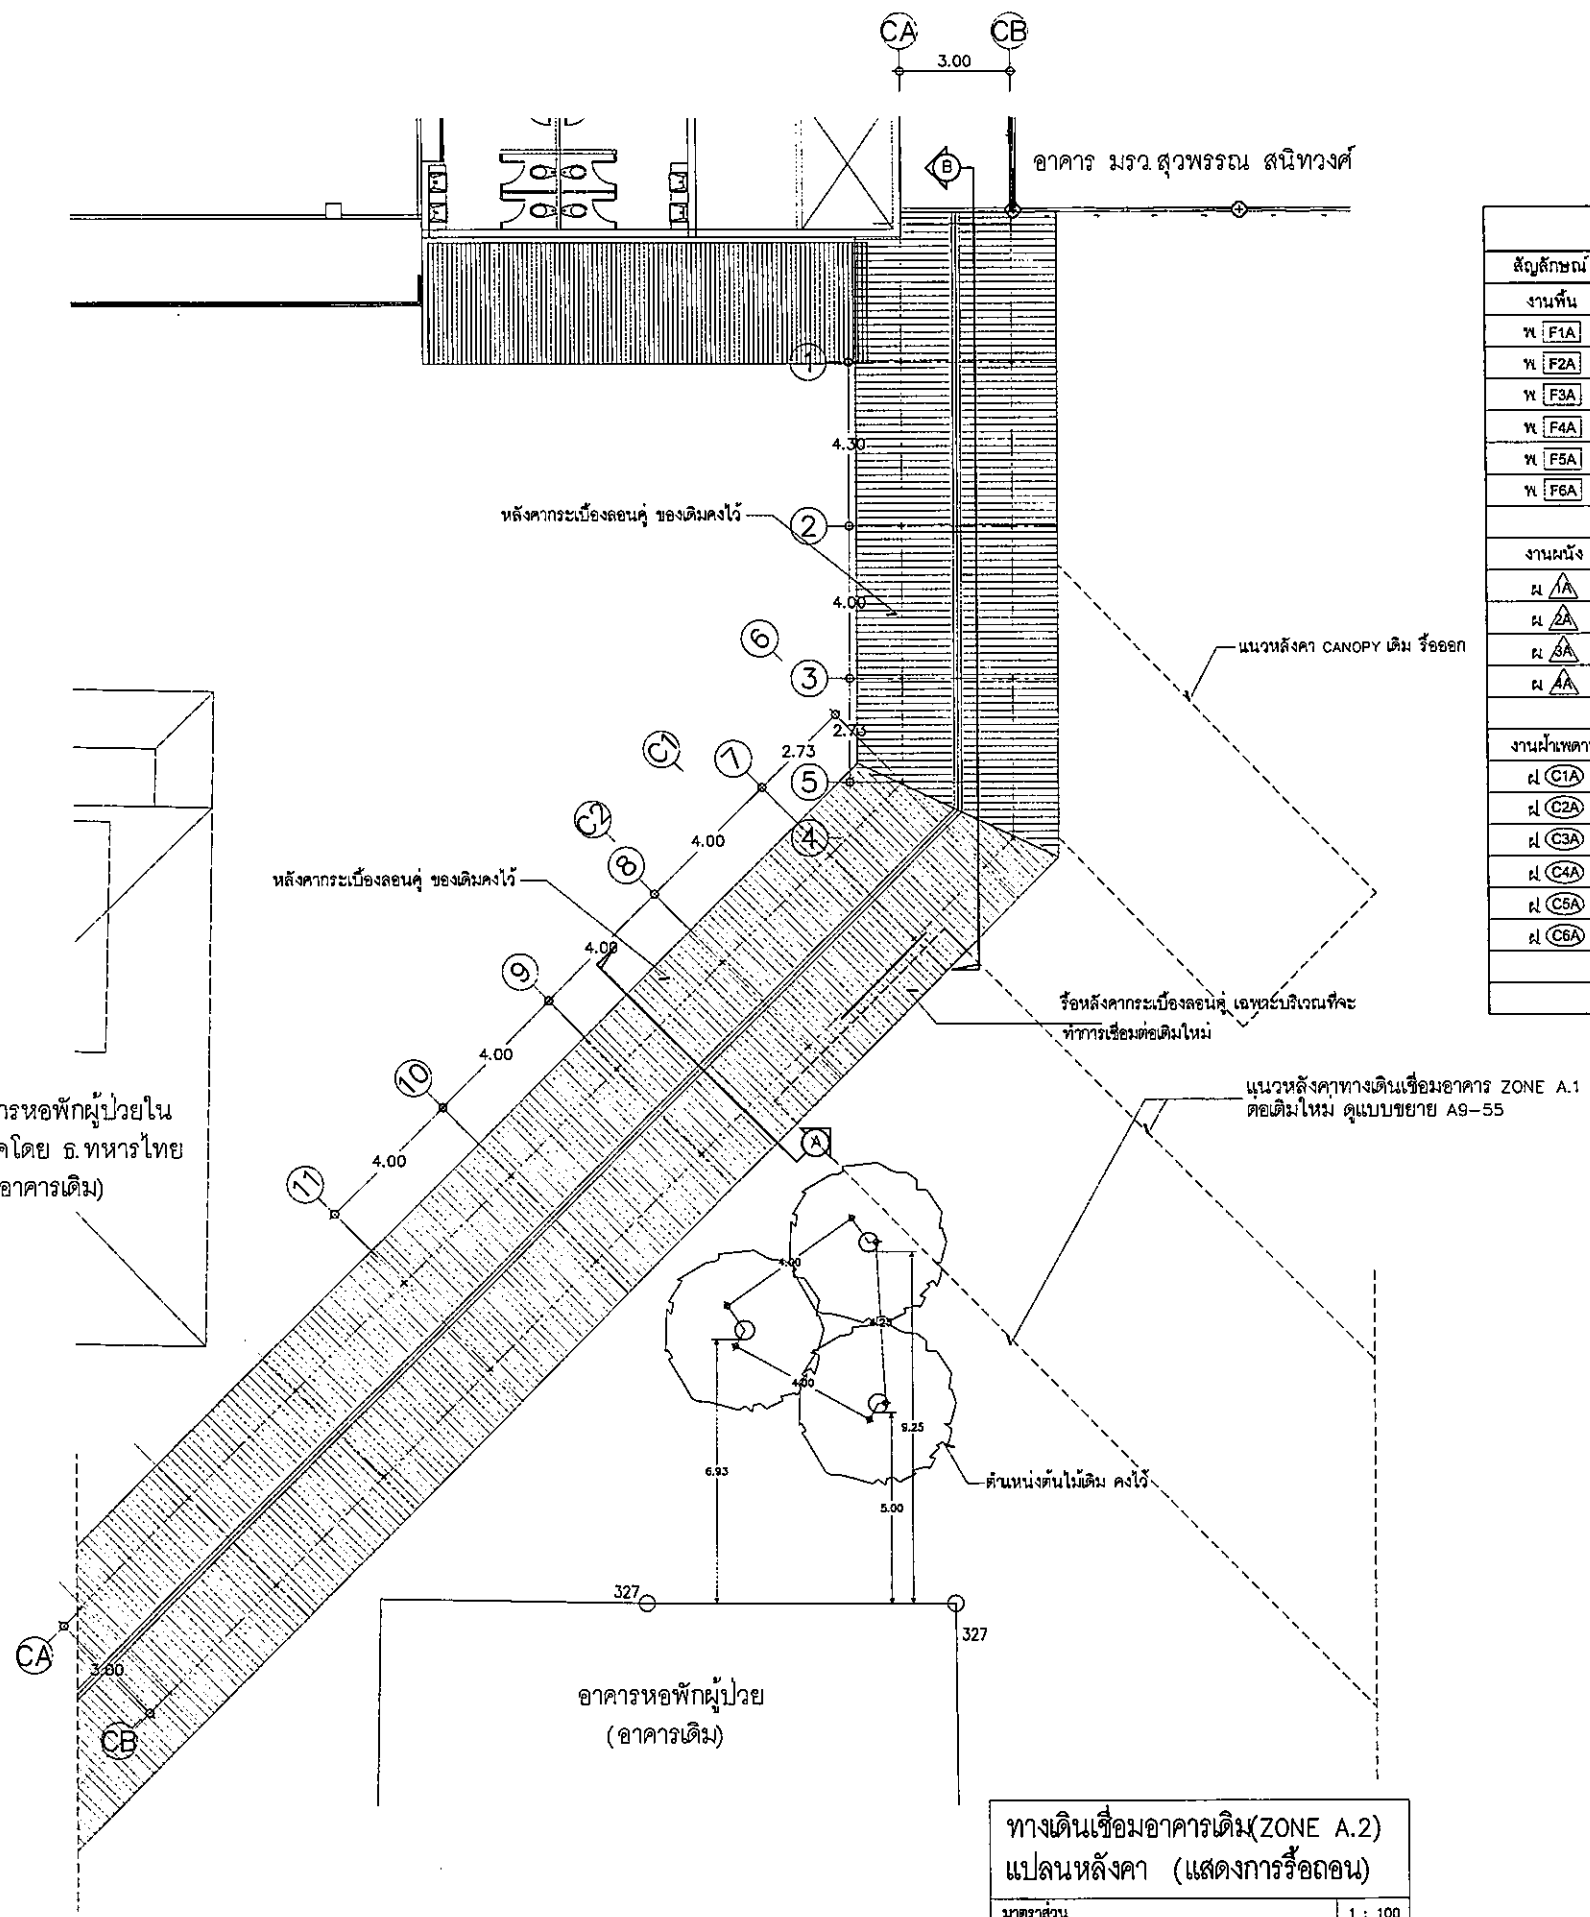 CA
CB
3.00
B
อาคาร มรว.สุวพรรณ สนิทวงศ์
1
4.30
หลังคากระเบื้องลอนคู่ ของเดิมคงไว้
2
4.00
6
3
แนวหลังคา CANOPY เดิม รื้อออก
2.73
C1
7
2.73
5
C2
4
4.00
8
หลังคากระเบื้องลอนคู่ ของเดิมคงไว้
4.00
9
รื้อหลังคากระเบื้องลอนคู่ เฉพาะบริเวณที่จะ
ทำการเชื่อมต่อเติมใหม่
4.00
10
แนวหลังคาทางเดินเชื่อมอาคาร ZONE A.1
ต่อเติมใหม่ ดูแบบขยาย A9-55
ารหอพักผู้ป่วยใน
คโดย ธ.ทหารไทย
อาคารเดิม)
A
4.00
11
4.00
4.25
4.00
9.25
6.93
5.00
ตำแหน่งต้นไม้เดิม คงไว้
327
327
CA
3.00
CB
อาคารหอพักผู้ป่วย
(อาคารเดิม)
ทางเดินเชื่อมอาคารเดิม(ZONE A.2)
แปลนหลังคา (แสดงการรื้อถอน)
มาตราส่วน 1 : 100
สัญลักษณ์
งานพื้น
พ. F1A
พ. F2A
พ. F3A
พ. F4A
พ. F5A
พ. F6A
งานผนัง
ผ. 1A
ผ. 2A
ผ. 3A
ผ. 4A
งานฝ้าเพดาน
ฝ. C1A
ฝ. C2A
ฝ. C3A
ฝ. C4A
ฝ. C5A
ฝ. C6A